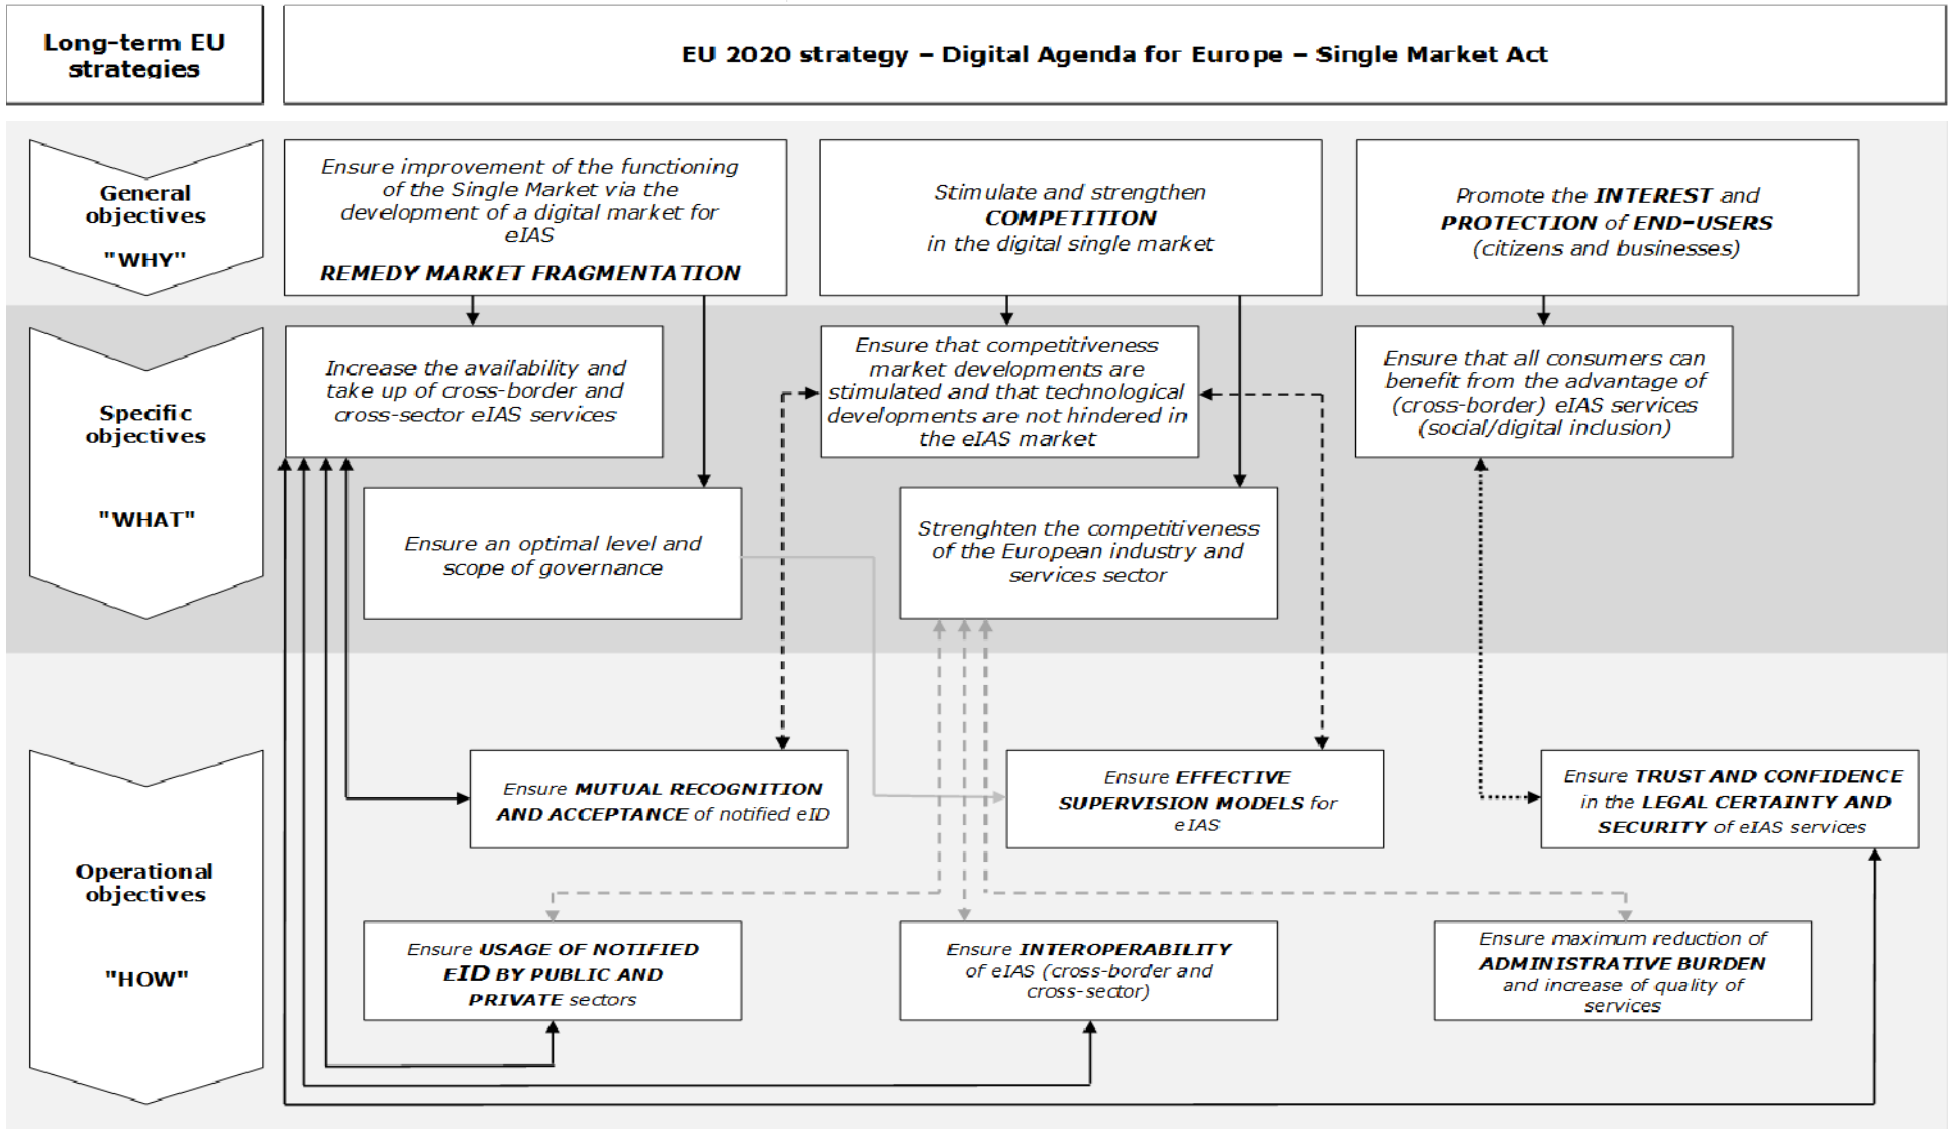 Long-term EU
strategies
EU 2020 strategy – Digital Agenda for Europe – Single Market Act
General
objectives
"WHY"
Ensure improvement of the functioning
of the Single Market via the
development of a digital market for
eIAS
REMEDY MARKET FRAGMENTATION
Stimulate and strengthen
COMPETITION
in the digital single market
Promote the INTEREST and
PROTECTION of END-USERS
(citizens and businesses)
Specific
objectives
"WHAT"
Increase the availability and
take up of cross-border and
cross-sector eIAS services
Ensure that competitiveness
market developments are
stimulated and that technological
developments are not hindered in
the eIAS market
Ensure that all consumers can
benefit from the advantage of
(cross-border) eIAS services
(social/digital inclusion)
Ensure an optimal level and
scope of governance
Strenghten the competitiveness
of the European industry and
services sector
Operational
objectives
"HOW"
Ensure MUTUAL RECOGNITION
AND ACCEPTANCE of notified eID
Ensure EFFECTIVE
SUPERVISION MODELS for
eIAS
Ensure TRUST AND CONFIDENCE
in the LEGAL CERTAINTY AND
SECURITY of eIAS services
Ensure USAGE OF NOTIFIED
eID BY PUBLIC AND
PRIVATE sectors
Ensure INTEROPERABILITY
of eIAS (cross-border and
cross-sector)
Ensure maximum reduction of
ADMINISTRATIVE BURDEN
and increase of quality of
services